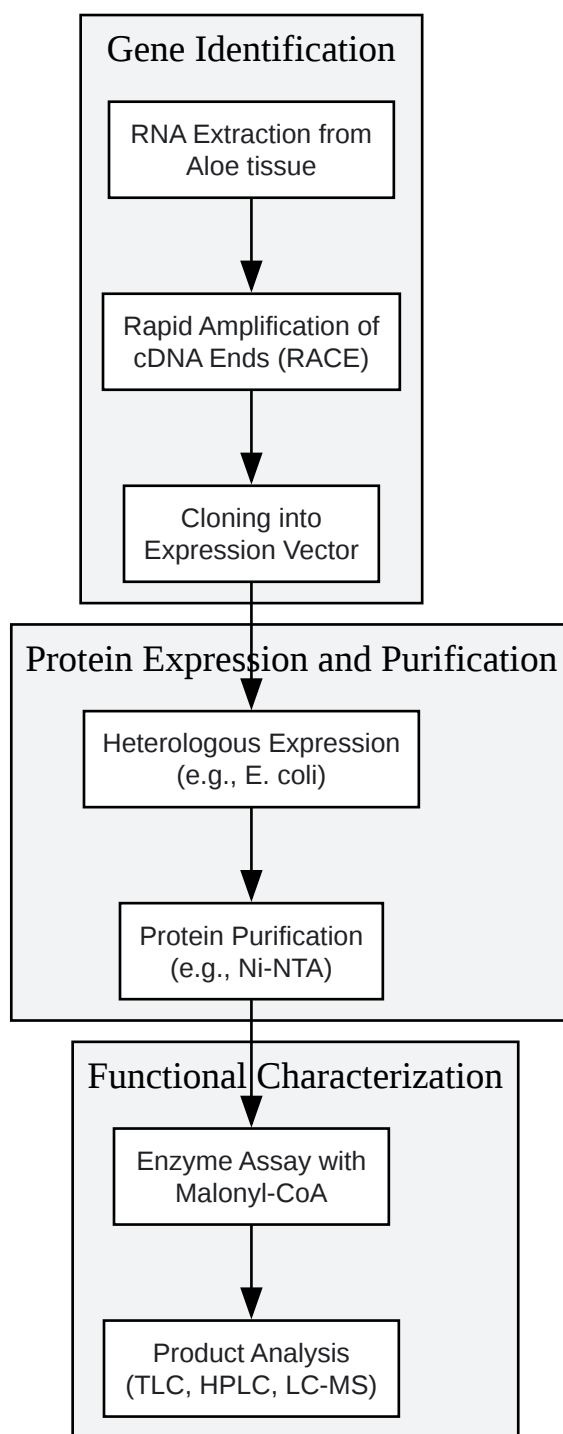 Gene Identification
RNA Extraction from
Aloe tissue
Rapid Amplification of
cDNA Ends (RACE)
Cloning into
Expression Vector
Protein Expression and Purification
Heterologous Expression
(e.g., E. coli)
Protein Purification
(e.g., Ni-NTA)
Functional Characterization
Enzyme Assay with
Malonyl-CoA
Product Analysis
(TLC, HPLC, LC-MS)